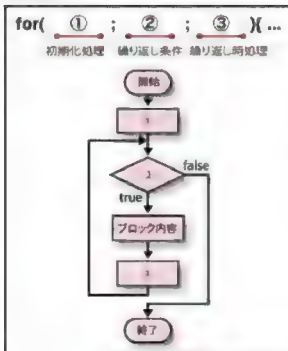 for( ① ; ② ; ③ ){ ...
初期化処理 繰り返し条件 繰り返し時処理
開始
1
2
false
true
ブロック内容
3
終了